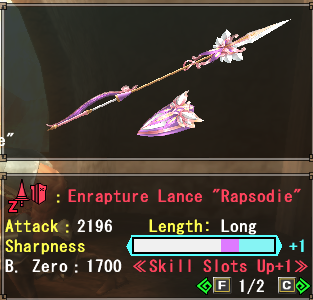 e"
Z : Enrapture Lance "Rapsodie"
Attack : 2196 Length: Long
Sharpness +1
B. Zero : 1700 ≪Skill Slots Up+1≫
F 1/2 C